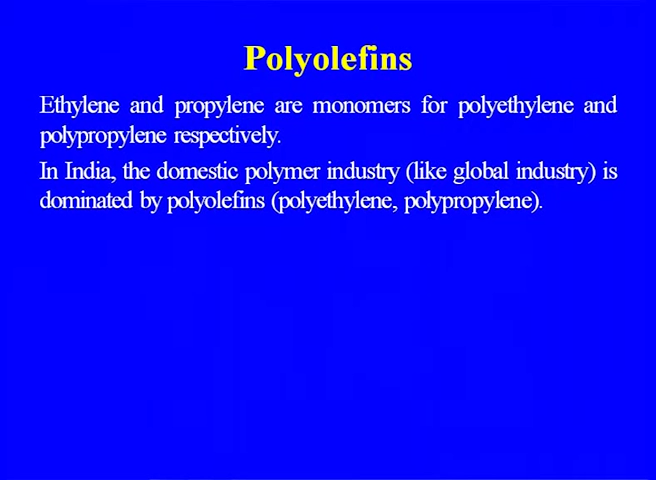 Polyolefins
Ethylene and propylene are monomers for polyethylene and
polypropylene respectively.
In India, the domestic polymer industry (like global industry) is
dominated by polyolefins (polyethylene, polypropylene).